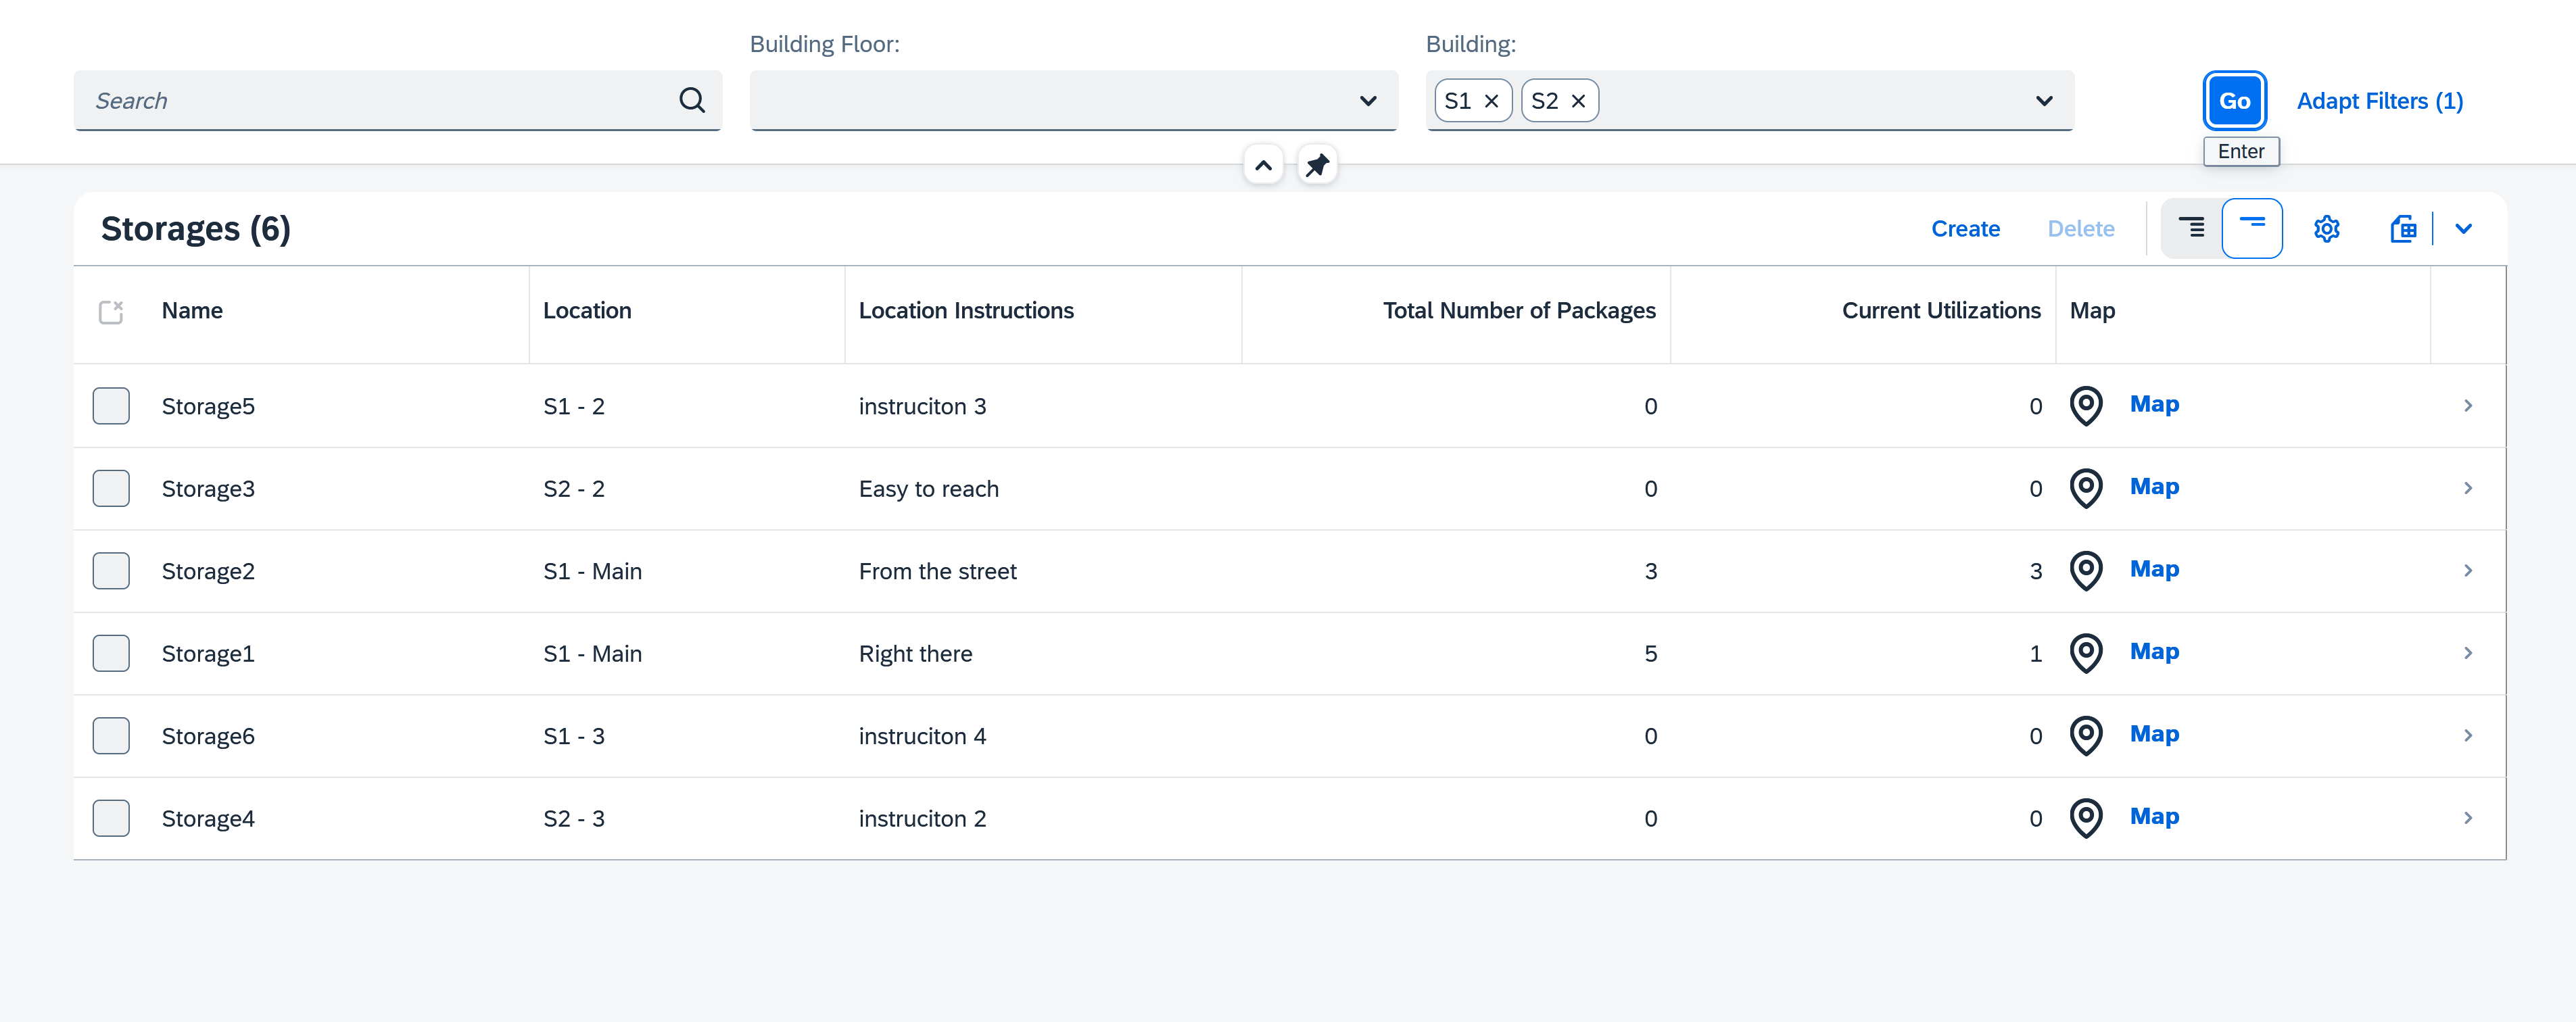 Building Floor:
Building:
Search
S1
S2
Go
Adapt Filters (1)
Enter
Storages (6)
Create
Delete
Name
Location
Location Instructions
Total Number of Packages
Current Utilizations
Map
Storage5
S1 - 2
instruciton 3
0
0
Map
Storage3
S2 - 2
Easy to reach
0
0
Map
Storage2
S1 - Main
From the street
3
3
Map
Storage1
S1 - Main
Right there
5
1
Map
Storage6
S1 - 3
instruciton 4
0
0
Map
Storage4
S2 - 3
instruciton 2
0
0
Map